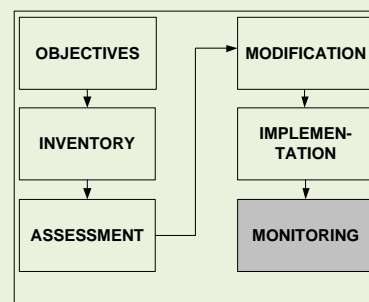 OBJECTIVES
INVENTORY
ASSESSMENT
MODIFICATION
IMPLEMEN-
TATION
MONITORING